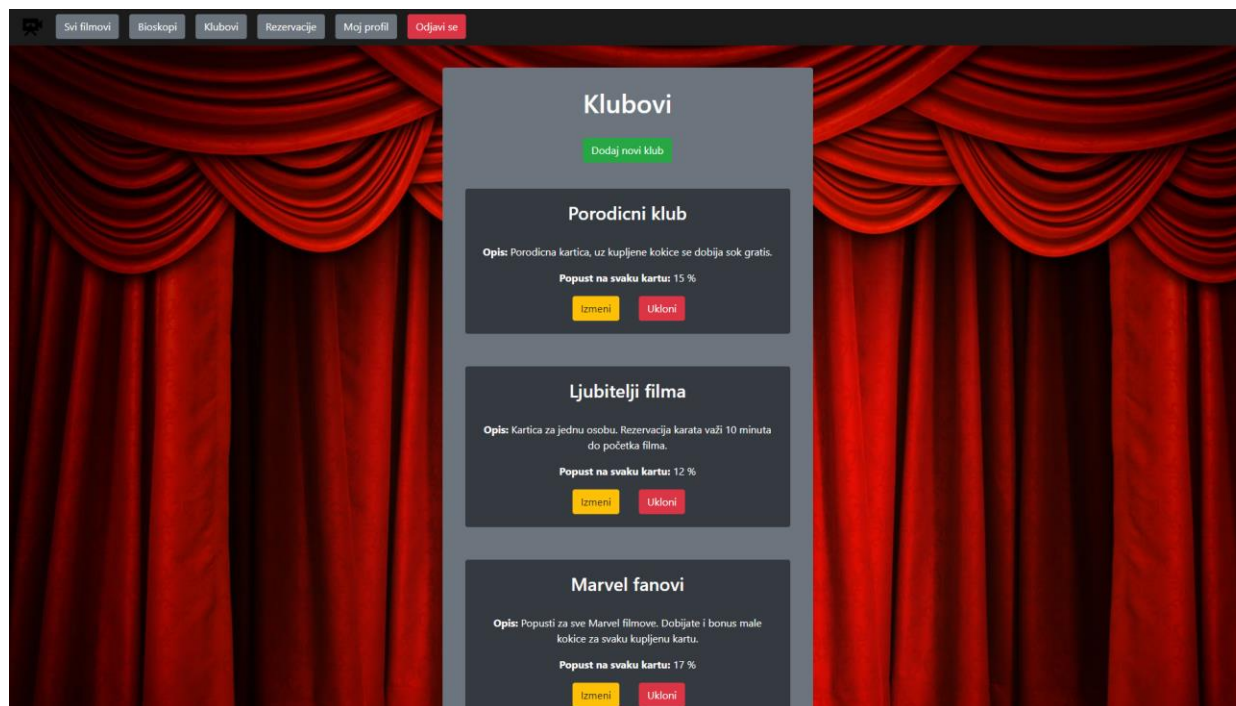 Svi filmovi Bioskopi Klubovi Rezervacije Moj profil Odjavi se
Klubovi
Dodaj novi klub
Porodicni klub
Opis: Porodicna kartica, uz kupljene kokice se dobija sok gratis.
Popust na svaku kartu: 15 %
Izmeni Ukloni
Ljubitelji filma
Opis: Kartica za jednu osobu. Rezervacija karata važi 10 minuta
do početka filma.
Popust na svaku kartu: 12 %
Izmeni Ukloni
Marvel fanovi
Opis: Popusti za sve Marvel filmove. Dobijate i bonus male
kokice za svaku kupljenu kartu.
Popust na svaku kartu: 17 %
Izmeni Ukloni